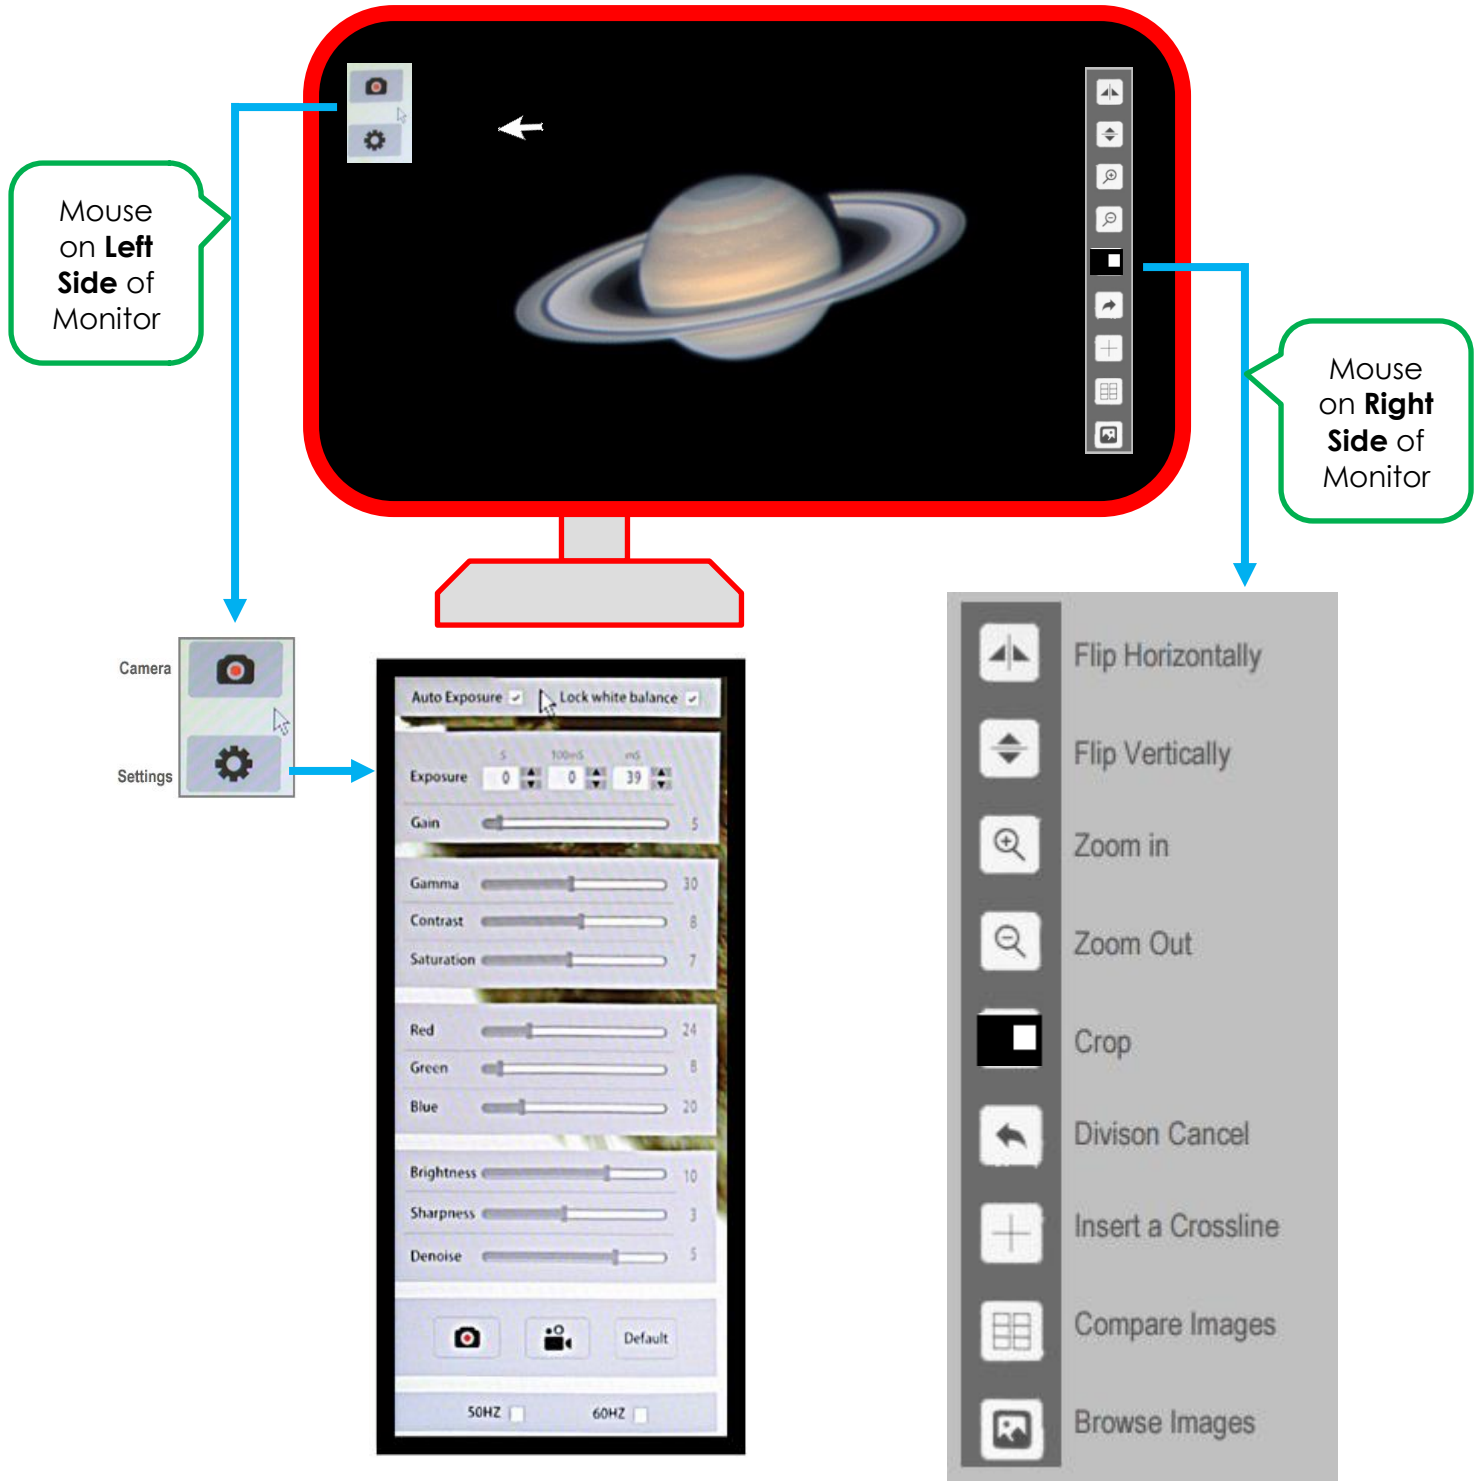 Mouse
on Left
Side of
Monitor
Mouse
on Right
Side of
Monitor
Camera
Settings
Auto Exposure
Lock white balance
S 100mS mS
Exposure 0 0 39
Gain 5
Gamma 30
Contrast 8
Saturation 7
Red 24
Green 8
Blue 20
Brightness 10
Sharpness 3
Denoise 5
Default
50HZ 60HZ
Flip Horizontally
Flip Vertically
Zoom in
Zoom Out
Crop
Divison Cancel
Insert a Crossline
Compare Images
Browse Images